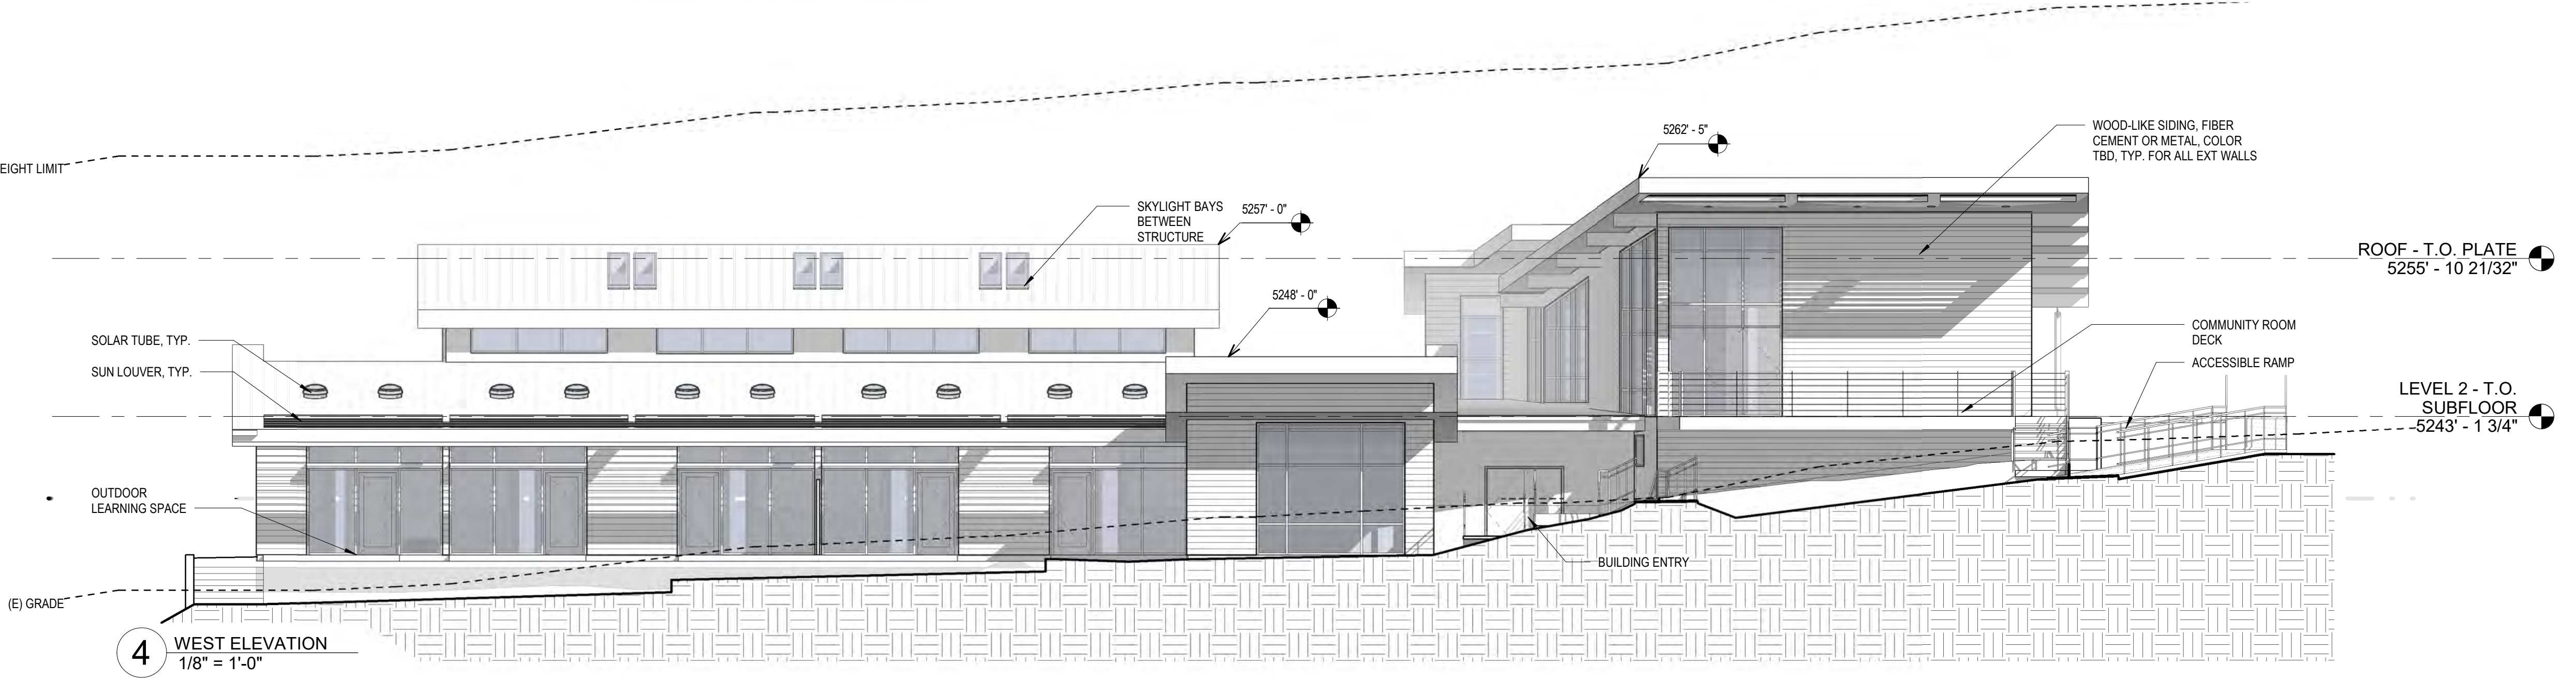 EIGHT LIMIT
5262' - 5"
WOOD-LIKE SIDING, FIBER
CEMENT OR METAL, COLOR
TBD, TYP. FOR ALL EXT WALLS
SKYLIGHT BAYS
BETWEEN
STRUCTURE
5257' - 0"
ROOF - T.O. PLATE
5255' - 10 21/32"
5248' - 0"
SOLAR TUBE, TYP.
SUN LOUVER, TYP.
COMMUNITY ROOM
DECK
ACCESSIBLE RAMP
LEVEL 2 - T.O.
SUBFLOOR
5243' - 1 3/4"
OUTDOOR
LEARNING SPACE
BUILDING ENTRY
(E) GRADE
4
WEST ELEVATION
1/8" = 1'-0"